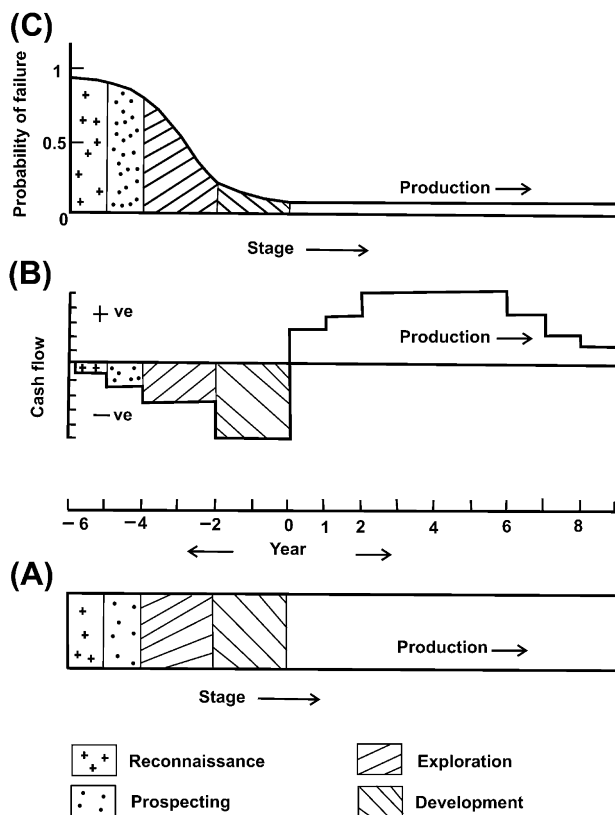 (C)
Probability of failure
1
0.5
0
Production
Stage
(B)
Cash flow
+ ve
− ve
Production
−6 −4 −2 0 1 2 4 6 8
Year
(A)
Production
Stage
Reconnaissance
Exploration
Prospecting
Development